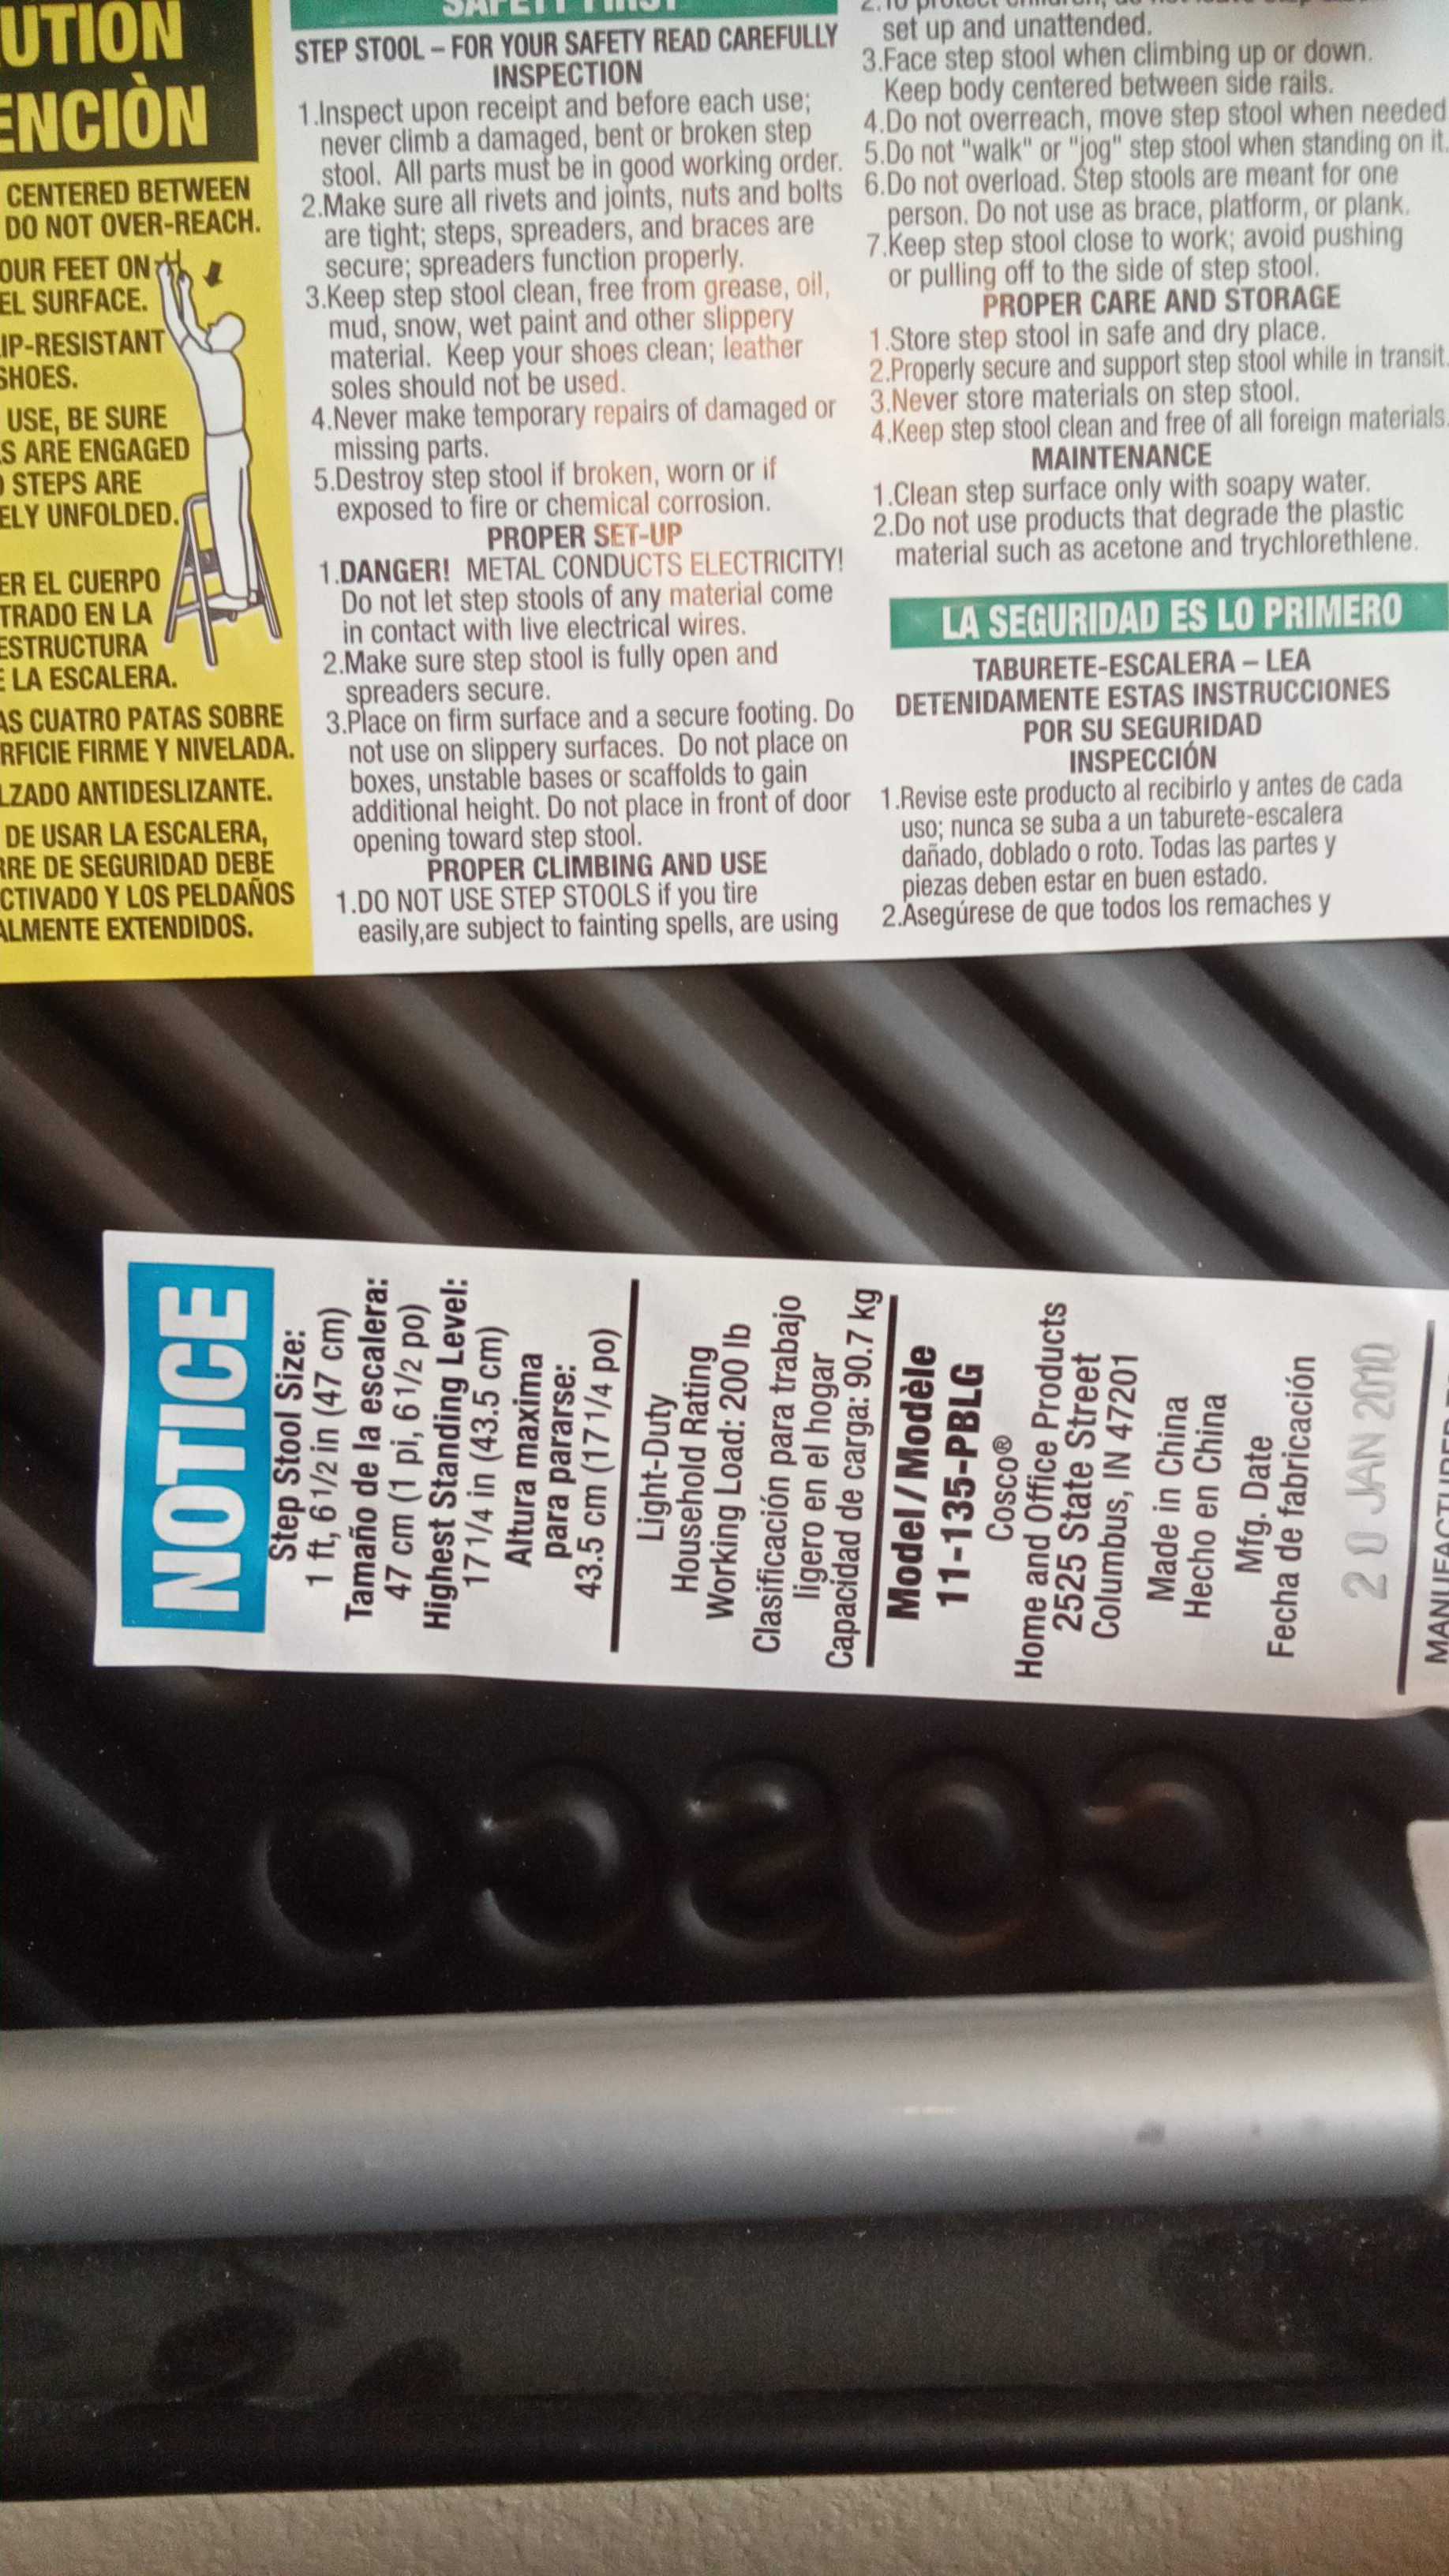 UTION
ENCIÒN
CENTERED BETWEEN
DO NOT OVER-REACH.
OUR FEET ON
EL SURFACE.
IP-RESISTANT
SHOES.
USE, BE SURE
S ARE ENGAGED
STEPS ARE
ELY UNFOLDED.
ER EL CUERPO
TRADO EN LA
ESTRUCTURA
E LA ESCALERA.
AS CUATRO PATAS SOBRE
RFICIE FIRME Y NIVELADA.
LZADO ANTIDESLIZANTE.
DE USAR LA ESCALERA,
RRE DE SEGURIDAD DEBE
CTIVADO Y LOS PELDAÑOS
ALMENTE EXTENDIDOS.
SAFETY FIRST
STEP STOOL – FOR YOUR SAFETY READ CAREFULLY
INSPECTION
1.Inspect upon receipt and before each use;
never climb a damaged, bent or broken step
stool. All parts must be in good working order.
2.Make sure all rivets and joints, nuts and bolts
are tight; steps, spreaders, and braces are
secure; spreaders function properly.
3.Keep step stool clean, free from grease, oil,
mud, snow, wet paint and other slippery
material. Keep your shoes clean; leather
soles should not be used.
4.Never make temporary repairs of damaged or
missing parts.
5.Destroy step stool if broken, worn or if
exposed to fire or chemical corrosion.
PROPER SET-UP
1.DANGER! METAL CONDUCTS ELECTRICITY!
Do not let step stools of any material come
in contact with live electrical wires.
2.Make sure step stool is fully open and
spreaders secure.
3.Place on firm surface and a secure footing. Do
not use on slippery surfaces. Do not place on
boxes, unstable bases or scaffolds to gain
additional height. Do not place in front of door
opening toward step stool.
PROPER CLIMBING AND USE
1.DO NOT USE STEP STOOLS if you tire
easily,are subject to fainting spells, are using
set up and unattended.
3.Face step stool when climbing up or down.
Keep body centered between side rails.
4.Do not overreach, move step stool when needed
5.Do not "walk" or "jog" step stool when standing on it.
6.Do not overload. Step stools are meant for one
person. Do not use as brace, platform, or plank.
7.Keep step stool close to work; avoid pushing
or pulling off to the side of step stool.
PROPER CARE AND STORAGE
1.Store step stool in safe and dry place.
2.Properly secure and support step stool while in transit.
3.Never store materials on step stool.
4.Keep step stool clean and free of all foreign materials.
MAINTENANCE
1.Clean step surface only with soapy water.
2.Do not use products that degrade the plastic
material such as acetone and trychlorethlene.
LA SEGURIDAD ES LO PRIMERO
TABURETE-ESCALERA – LEA
DETENIDAMENTE ESTAS INSTRUCCIONES
POR SU SEGURIDAD
INSPECCIÓN
1.Revise este producto al recibirlo y antes de cada
uso; nunca se suba a un taburete-escalera
dañado, doblado o roto. Todas las partes y
piezas deben estar en buen estado.
2.Asegúrese de que todos los remaches y
NOTICE
Step Stool Size:
1 ft, 6 1/2 in (47 cm)
Tamaño de la escalera:
47 cm (1 pi, 6 1/2 po)
Highest Standing Level:
17 1/4 in (43.5 cm)
Altura maxima
para pararse:
43.5 cm (17 1/4 po)
Light-Duty
Household Rating
Working Load: 200 lb
Clasificación para trabajo
ligero en el hogar
Capacidad de carga: 90.7 kg
Model / Modèle
11-135-PBLG
Cosco®
Home and Office Products
2525 State Street
Columbus, IN 47201
Made in China
Hecho en China
Mfg. Date
Fecha de fabricación
20 JAN 2010
COSCO